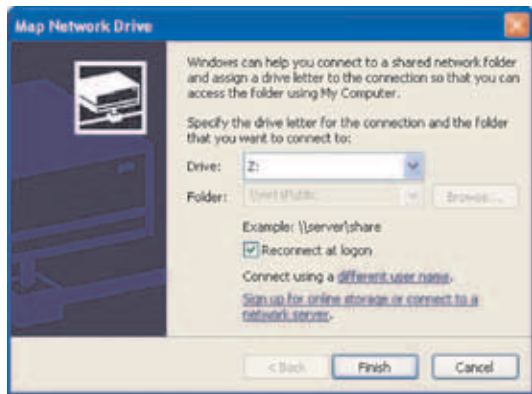 Map Network Drive
Windows can help you connect to a shared network folder
and assign a drive letter to the connection so that you can
access the folder using My Computer.
Specify the drive letter for the connection and the folder
that you want to connect to:
Drive: Z:
Folder: Browse...
Example: \\server\share
Reconnect at logon
Connect using a different user name.
Sign up for online storage or connect to a
network server.
< Back Finish Cancel